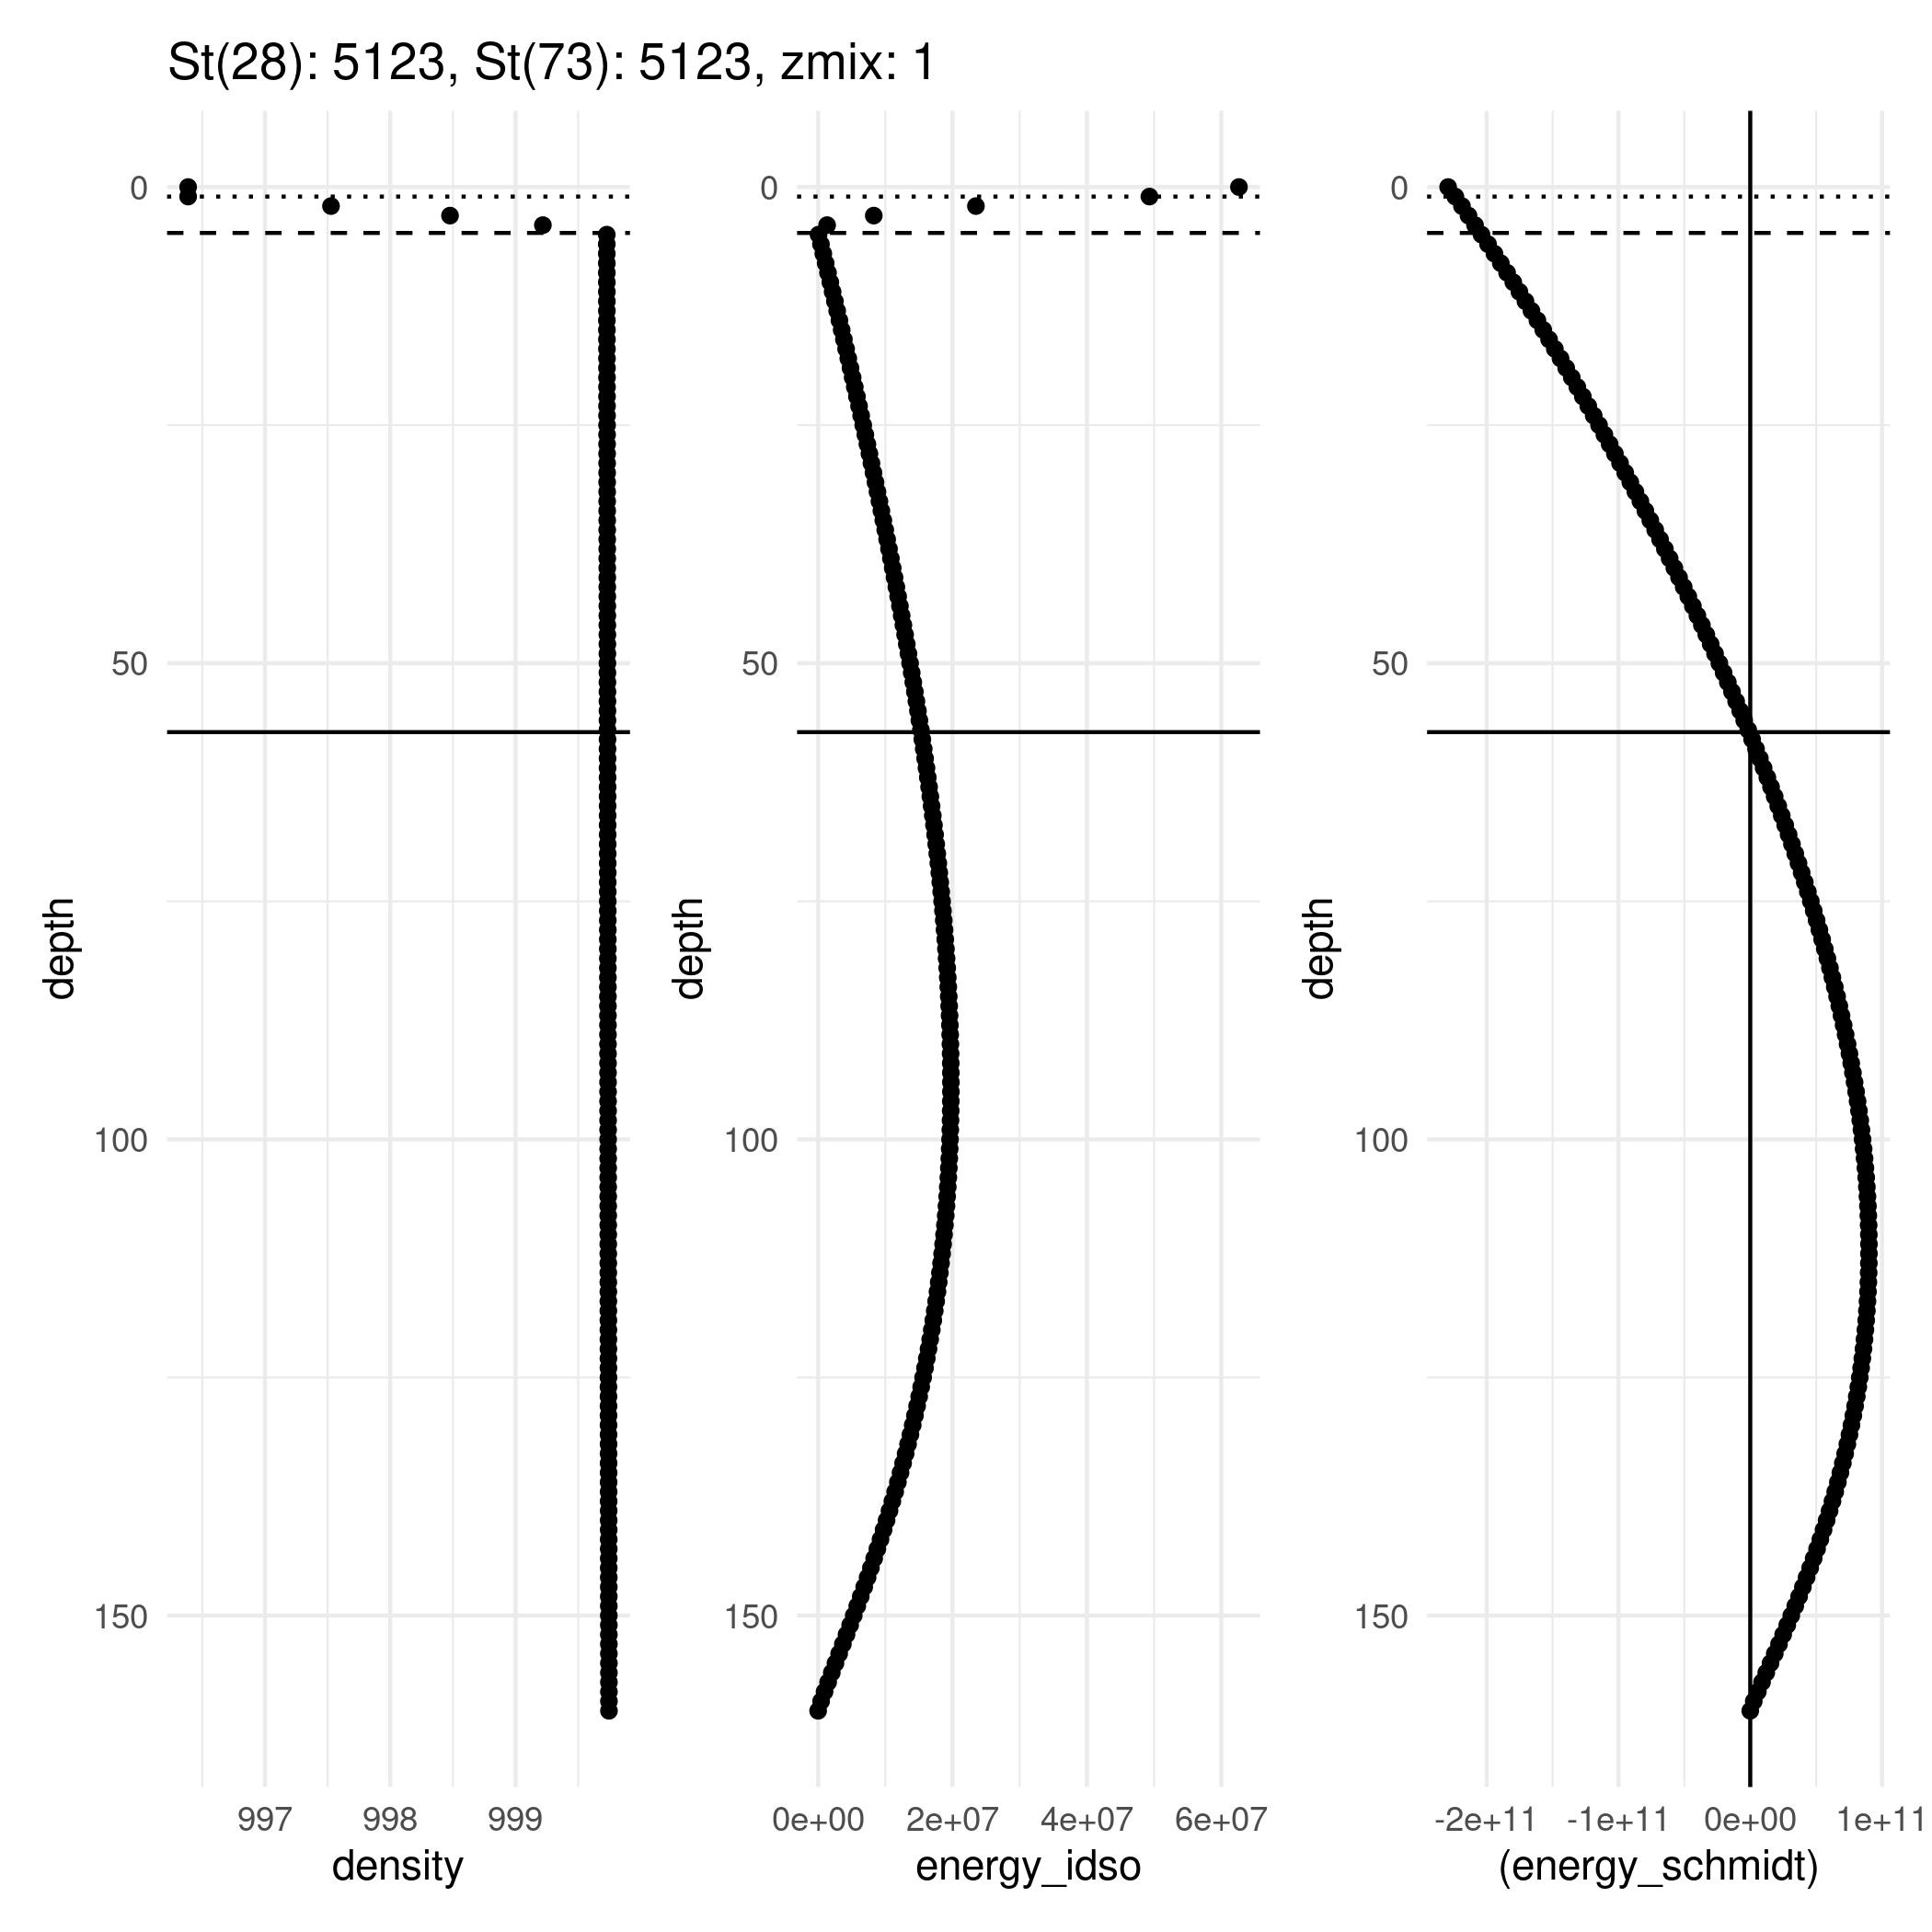 St(28): 5123, St(73): 5123, zmix: 1
0
50
100
150
depth
997 998 999
density
0
50
100
150
depth
0e+00 2e+07 4e+07 6e+07
energy_idso
0
50
100
150
depth
-2e+11 -1e+11 0e+00 1e+11
(energy_schmidt)